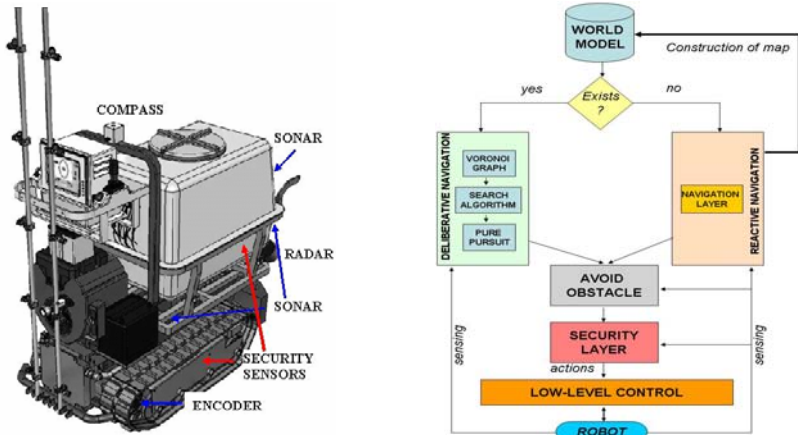 COMPASS
SONAR
RADAR
SONAR
SECURITY
SENSORS
ENCODER
WORLD
MODEL
Construction of map
yes
Exists
?
no
DELIBERATIVE NAVIGATION
VORONOI
GRAPH
SEARCH
ALGORITHM
PURE
PURSUIT
NAVIGATION
LAYER
REACTIVE NAVIGATION
AVOID
OBSTACLE
sensing
SECURITY
LAYER
sensing
actions
LOW-LEVEL CONTROL
ROBOT